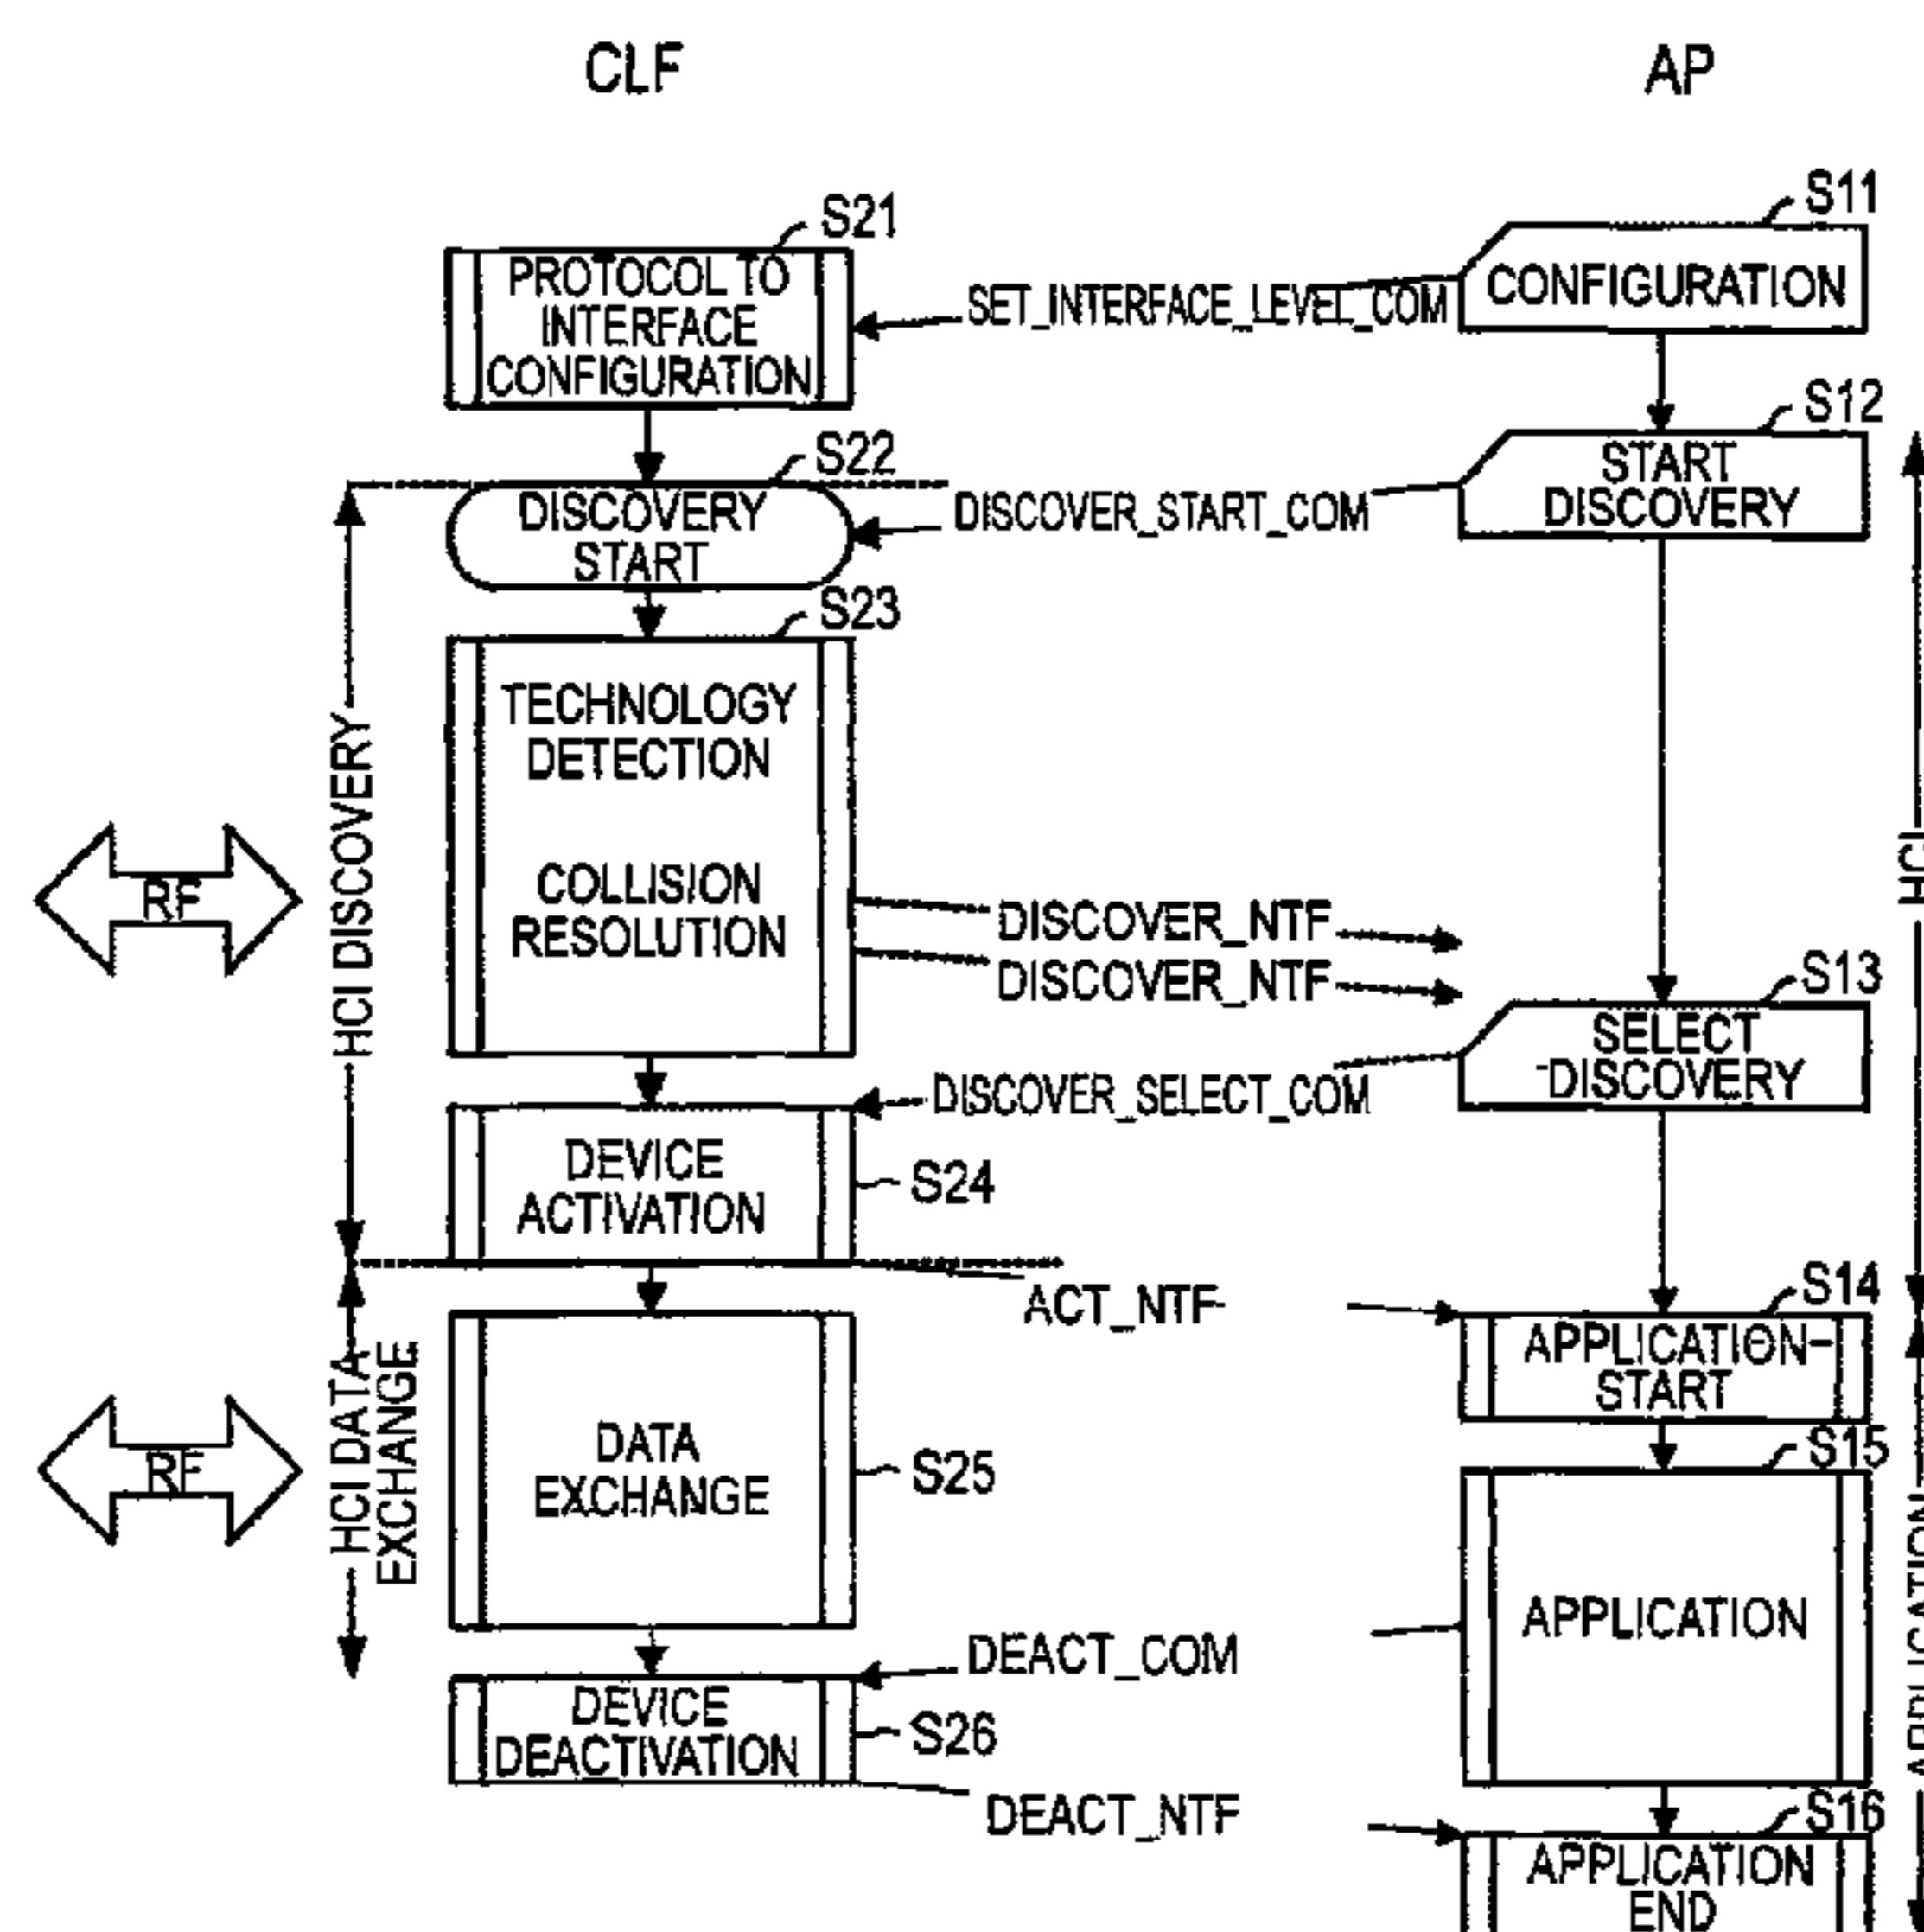 CLF
AP
S21
S11
PROTOCOL TO
INTERFACE
CONFIGURATION
SET_INTERFACE_LEVEL_COM
CONFIGURATION
S22
S12
DISCOVERY
START
DISCOVER_START_COM
START
DISCOVERY
S23
TECHNOLOGY
DETECTION
COLLISION
RESOLUTION
RF
HCI DISCOVERY
HCI
DISCOVER_NTF
DISCOVER_NTF
S13
SELECT
DISCOVERY
DISCOVER_SELECT_COM
DEVICE
ACTIVATION
S24
ACT_NTF
S14
APPLICATION
START
S15
RF
HCI DATA
EXCHANGE
DATA
EXCHANGE
S25
APPLICATION
APPLICATION
DEACT_COM
DEVICE
DEACTIVATION
S26
DEACT_NTF
S16
APPLICATION
END